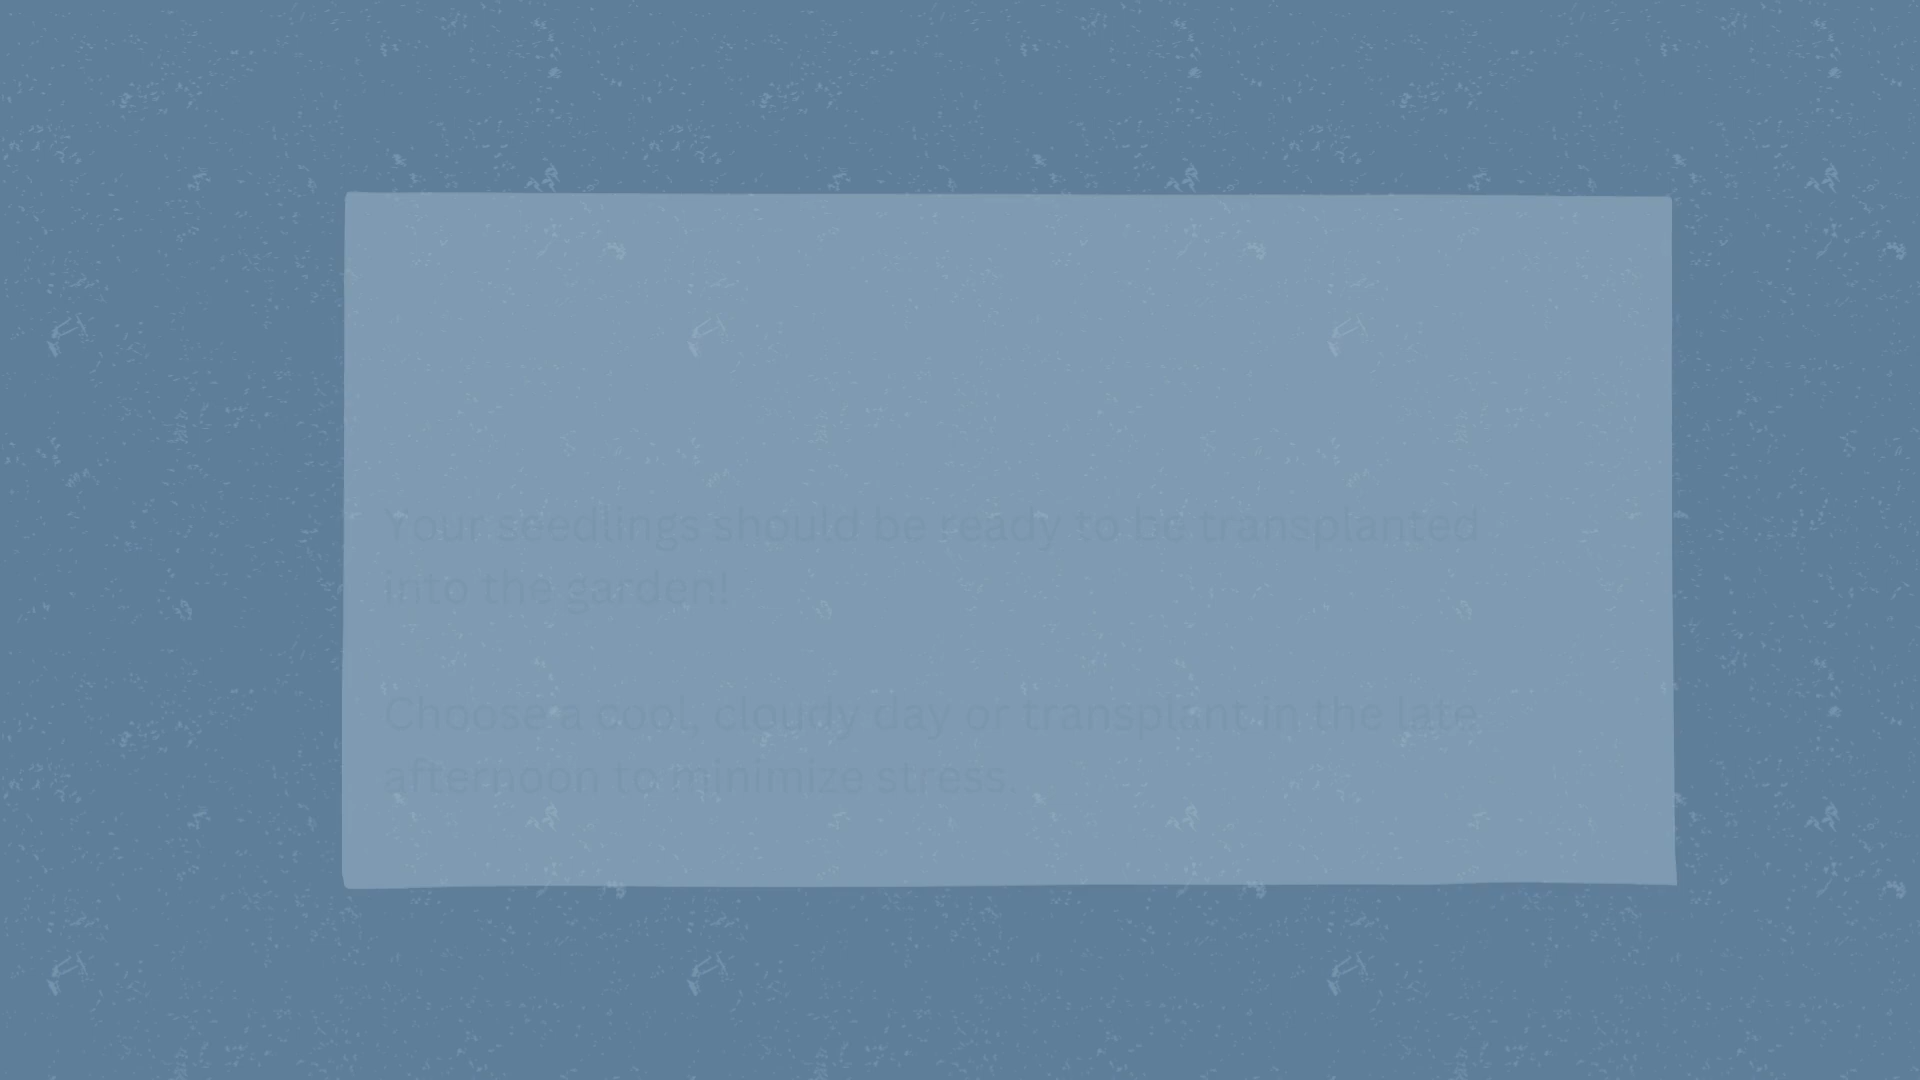 Your seedlings should be ready to be transplanted
into the garden!
Choose a cool, cloudy day or transplant in the late
afternoon to minimize stress.